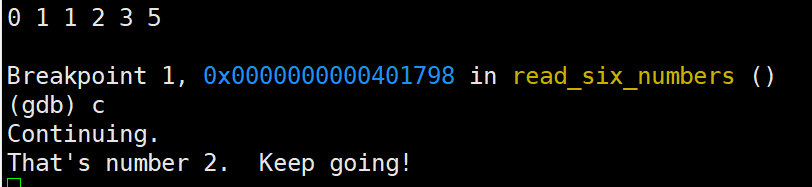 0 1 1 2 3 5
Breakpoint 1, 0x0000000000401798 in read_six_numbers ()
(gdb) c
Continuing.
That's number 2.  Keep going!